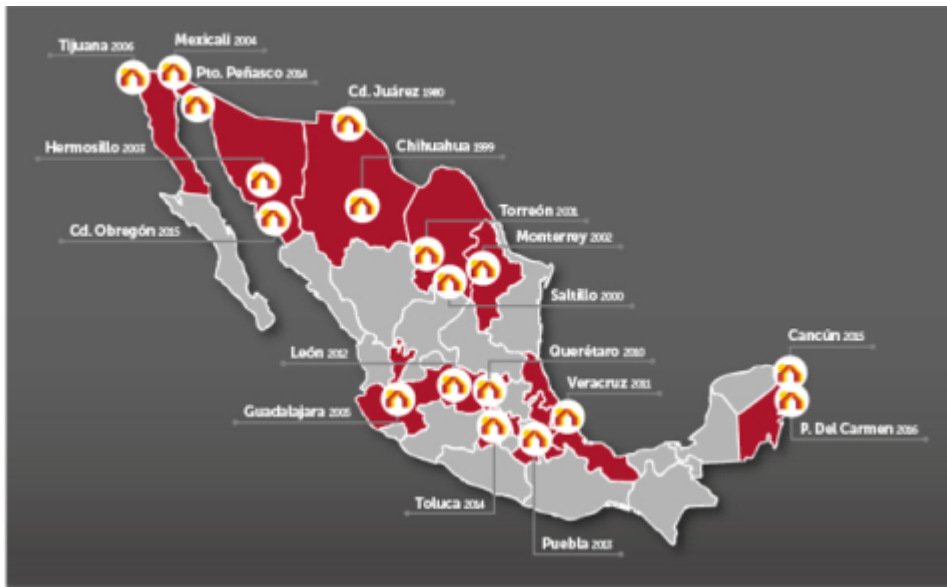 Tijuana 2006
Mexicali 2004
Pto. Peñasco 2014
Cd. Juárez 1980
Hermosillo 2003
Chihuahua 1999
Cd. Obregón 2015
Torreón 2001
Monterrey 2002
Saltillo 2000
León 2012
Querétaro 2010
Cancún 2015
Veracruz 2011
Guadalajara 2005
P. Del Carmen 2016
Toluca 2014
Puebla 2013